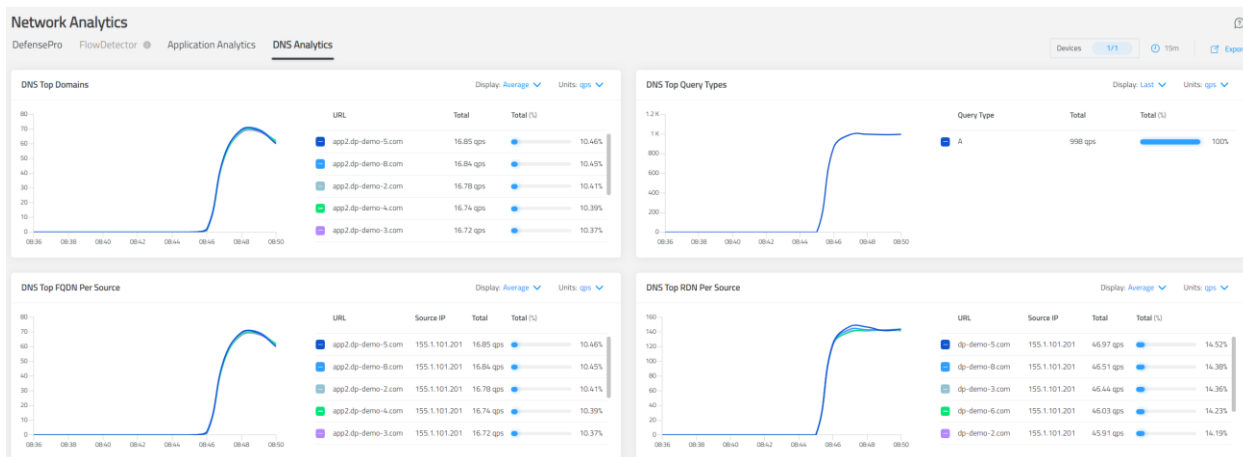 Network Analytics
DefensePro FlowDetector Application Analytics DNS Analytics
Devices 1/1 15m Expor
DNS Top Domains Display: Average Units: qps
80
70
60
50
40
30
20
10
0
08:36 08:38 08:40 08:42 08:44 08:46 08:48 08:50
URL Total Total (%)
app2.dp-demo-5.com 16.85 qps 10.46%
app2.dp-demo-8.com 16.84 qps 10.45%
app2.dp-demo-2.com 16.78 qps 10.41%
app2.dp-demo-4.com 16.74 qps 10.39%
app2.dp-demo-3.com 16.72 qps 10.37%
DNS Top Query Types Display: Last Units: qps
1.2 K
1 K
800
600
400
200
0
08:36 08:38 08:40 08:42 08:44 08:46 08:48 08:50
Query Type Total Total (%)
A 998 qps 100%
DNS Top FQDN Per Source Display: Average Units: qps
80
70
60
50
40
30
20
10
0
08:36 08:38 08:40 08:42 08:44 08:46 08:48 08:50
URL Source IP Total Total (%)
app2.dp-demo-5.com 155.1.101.201 16.85 qps 10.46%
app2.dp-demo-8.com 155.1.101.201 16.84 qps 10.45%
app2.dp-demo-2.com 155.1.101.201 16.78 qps 10.41%
app2.dp-demo-4.com 155.1.101.201 16.74 qps 10.39%
app2.dp-demo-3.com 155.1.101.201 16.72 qps 10.37%
DNS Top RDN Per Source Display: Average Units: qps
160
140
120
100
80
60
40
20
0
08:36 08:38 08:40 08:42 08:44 08:46 08:48 08:50
URL Source IP Total Total (%)
dp-demo-5.com 155.1.101.201 46.97 qps 14.52%
dp-demo-8.com 155.1.101.201 46.51 qps 14.38%
dp-demo-3.com 155.1.101.201 46.44 qps 14.36%
dp-demo-6.com 155.1.101.201 46.03 qps 14.23%
dp-demo-2.com 155.1.101.201 45.91 qps 14.19%